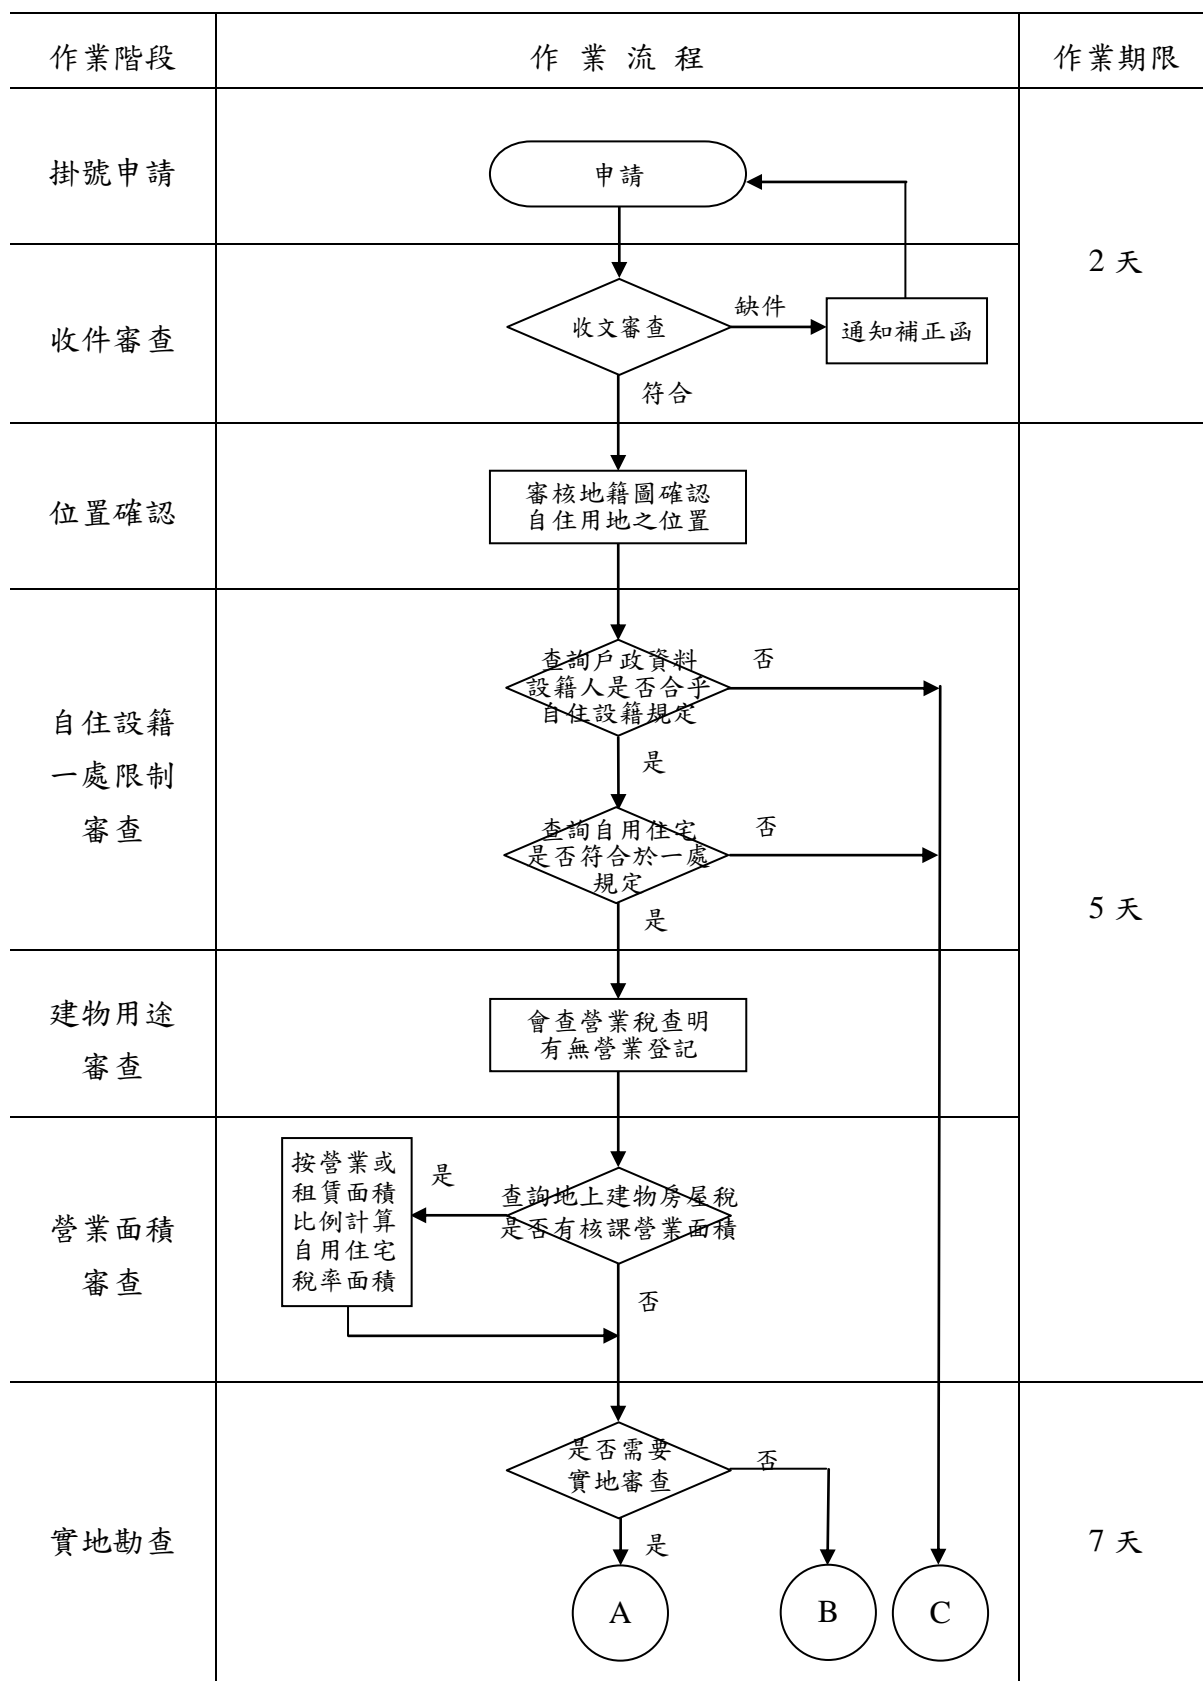 作業階段
作 業 流 程
作業期限
掛號申請
申請
2 天
收件審查
收文審查
缺件
通知補正函
符合
位置確認
審核地籍圖確認
自住用地之位置
5 天
自住設籍
一處限制
審查
查詢戶政資料
設籍人是否合乎
自住設籍規定
否
是
查詢自用住宅
是否符合於一處
規定
否
是
建物用途
審查
會查營業稅查明
有無營業登記
營業面積
審查
按營業或
租賃面積
比例計算
自用住宅
稅率面積
是
查詢地上建物房屋稅
是否有核課營業面積
否
實地勘查
是否需要
實地審查
否
是
7 天
A
B
C